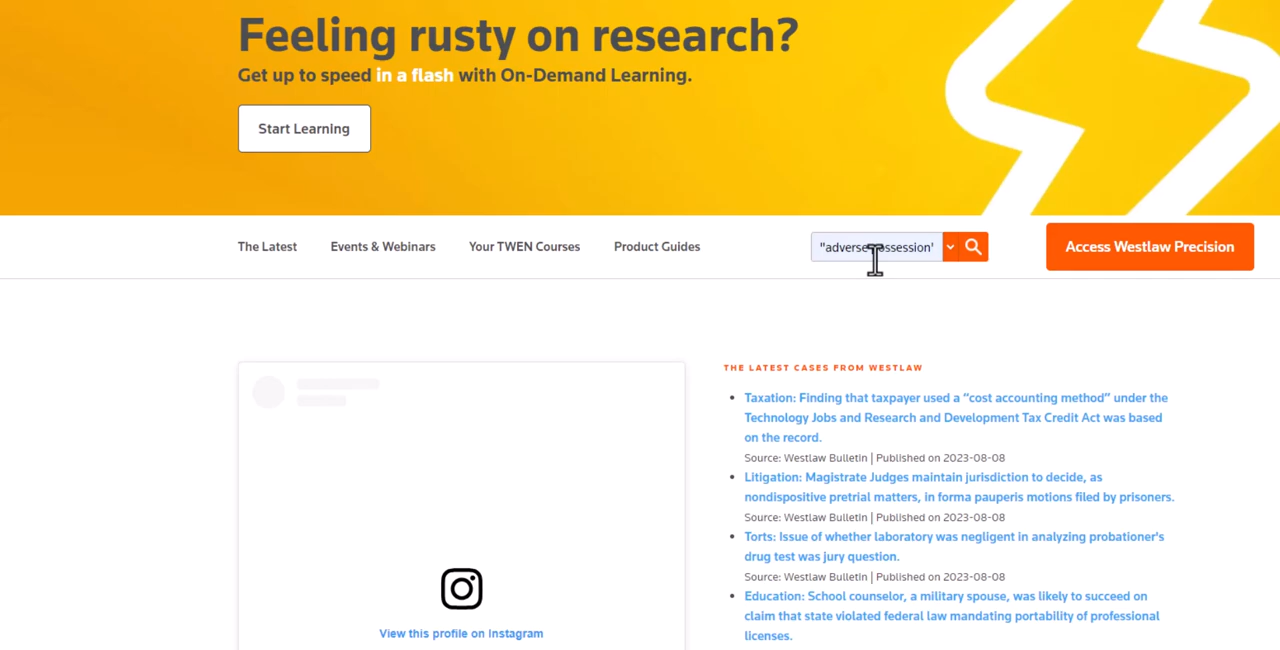 Feeling rusty on research?
Get up to speed in a flash with On-Demand Learning.
Start Learning
The Latest
Events & Webinars
Your TWEN Courses
Product Guides
"adverse
Access Westlaw Precision
THE LATEST CASES FROM WESTLAW
Taxation: Finding that taxpayer used a “cost accounting method” under the
Technology Jobs and Research and Development Tax Credit Act was based
on the record.
Source: Westlaw Bulletin | Published on 2023-08-08
Litigation: Magistrate Judges maintain jurisdiction to decide, as
nondispositive pretrial matters, in forma pauperis motions filed by prisoners.
Source: Westlaw Bulletin | Published on 2023-08-08
Torts: Issue of whether laboratory was negligent in analyzing probationer's
drug test was jury question.
Source: Westlaw Bulletin | Published on 2023-08-08
Education: School counselor, a military spouse, was likely to succeed on
claim that state violated federal law mandating portability of professional
licenses.
View this profile on Instagram